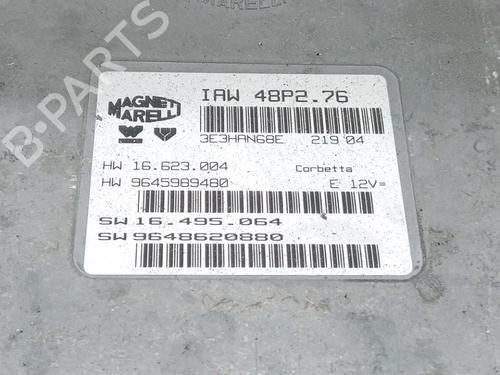 MARELLI
MAGNETI
MARELLI
IAW 48P2.76
3E3HAN68E 219 04
HW 16.623.004 Corbetta
HW 9645989480 E 12V=
SW 16.495.064
SW 9648620880
B-PARTS